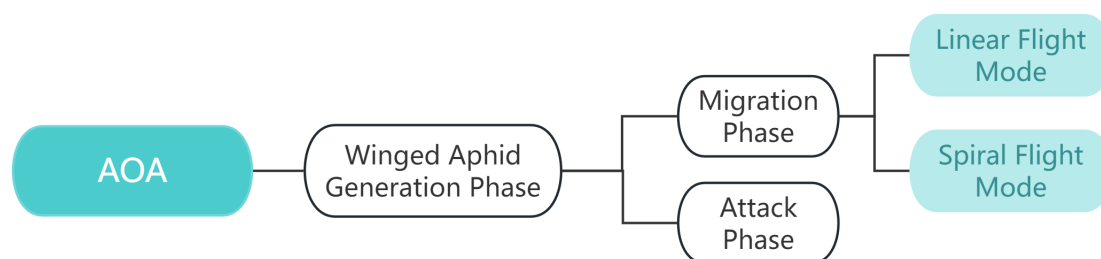 AOA
Winged Aphid
Generation Phase
Migration
Phase
Attack
Phase
Linear Flight
Mode
Spiral Flight
Mode